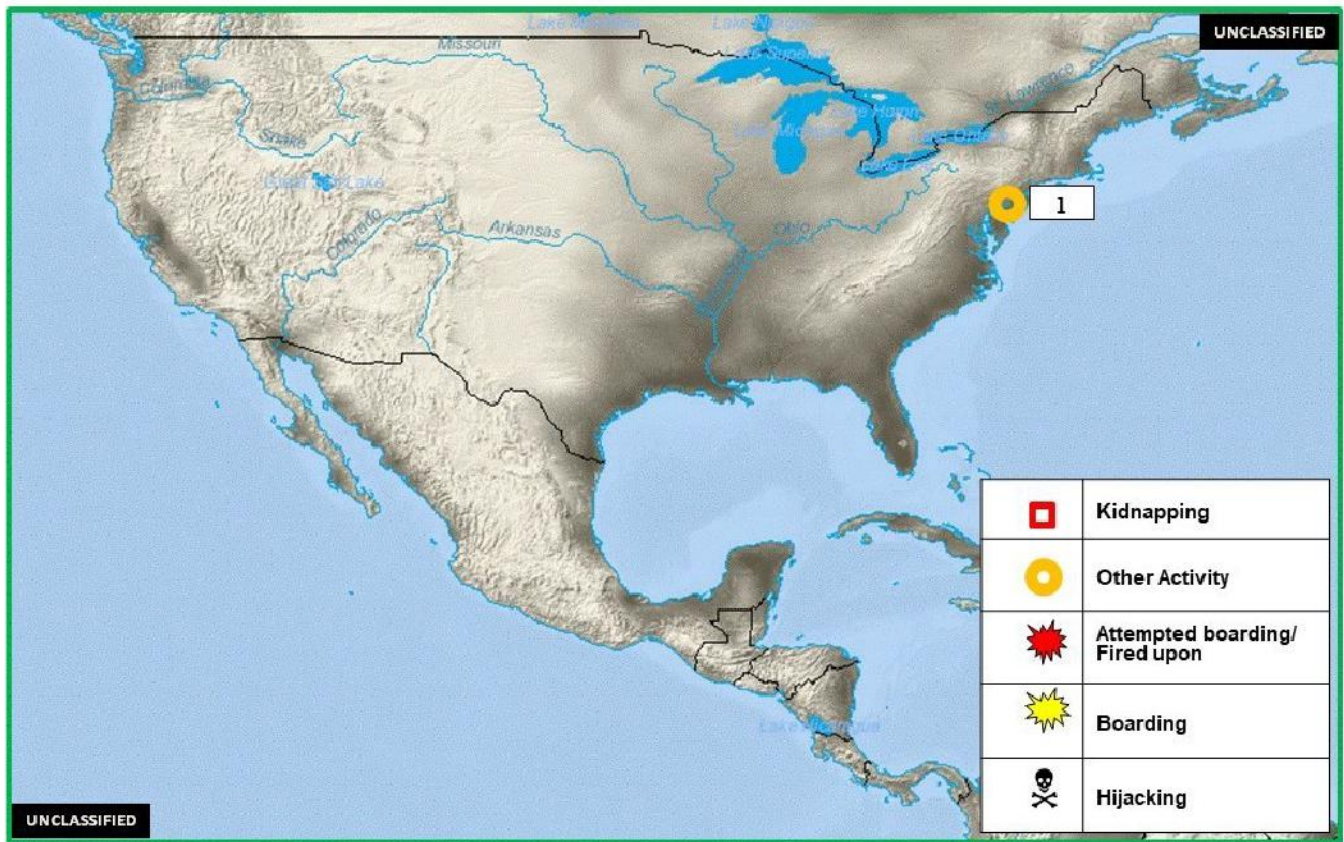 UNCLASSIFIED
Lake Superior
Missouri
Columbia
St. Lawrence
Snake
Lake Huron
Lake Michigan
Lake Ontario
Great Salt Lake
1
Colorado
Arkansas
Ohio
Kidnapping
Other Activity
Attempted boarding/
Fired upon
Boarding
Lake Nicaragua
Hijacking
UNCLASSIFIED